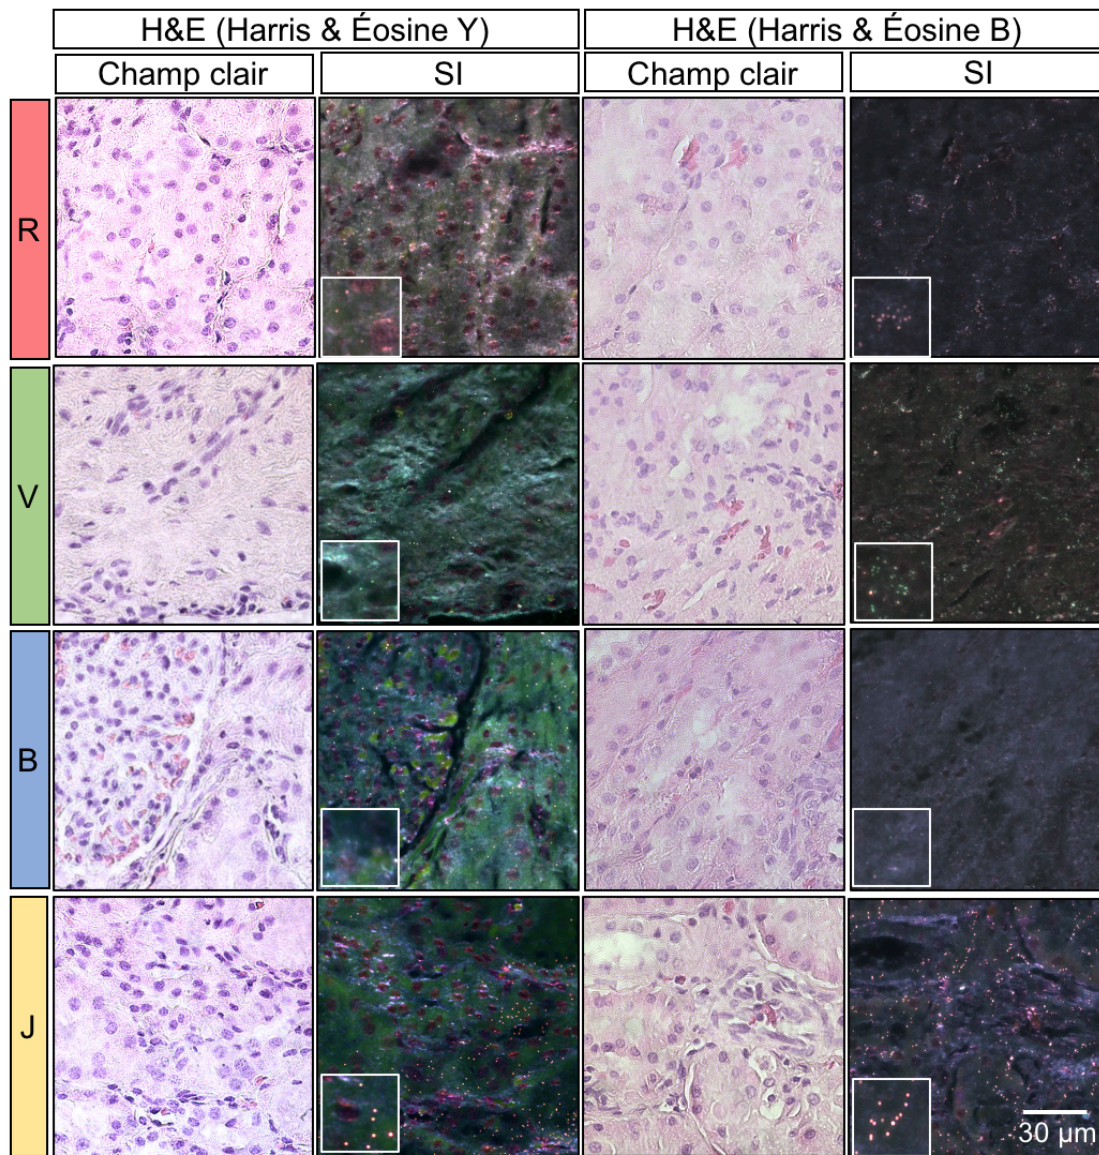 H&E (Harris & Éosine Y)
H&E (Harris & Éosine B)
Champ clair
SI
Champ clair
SI
R
V
B
J
30 µm